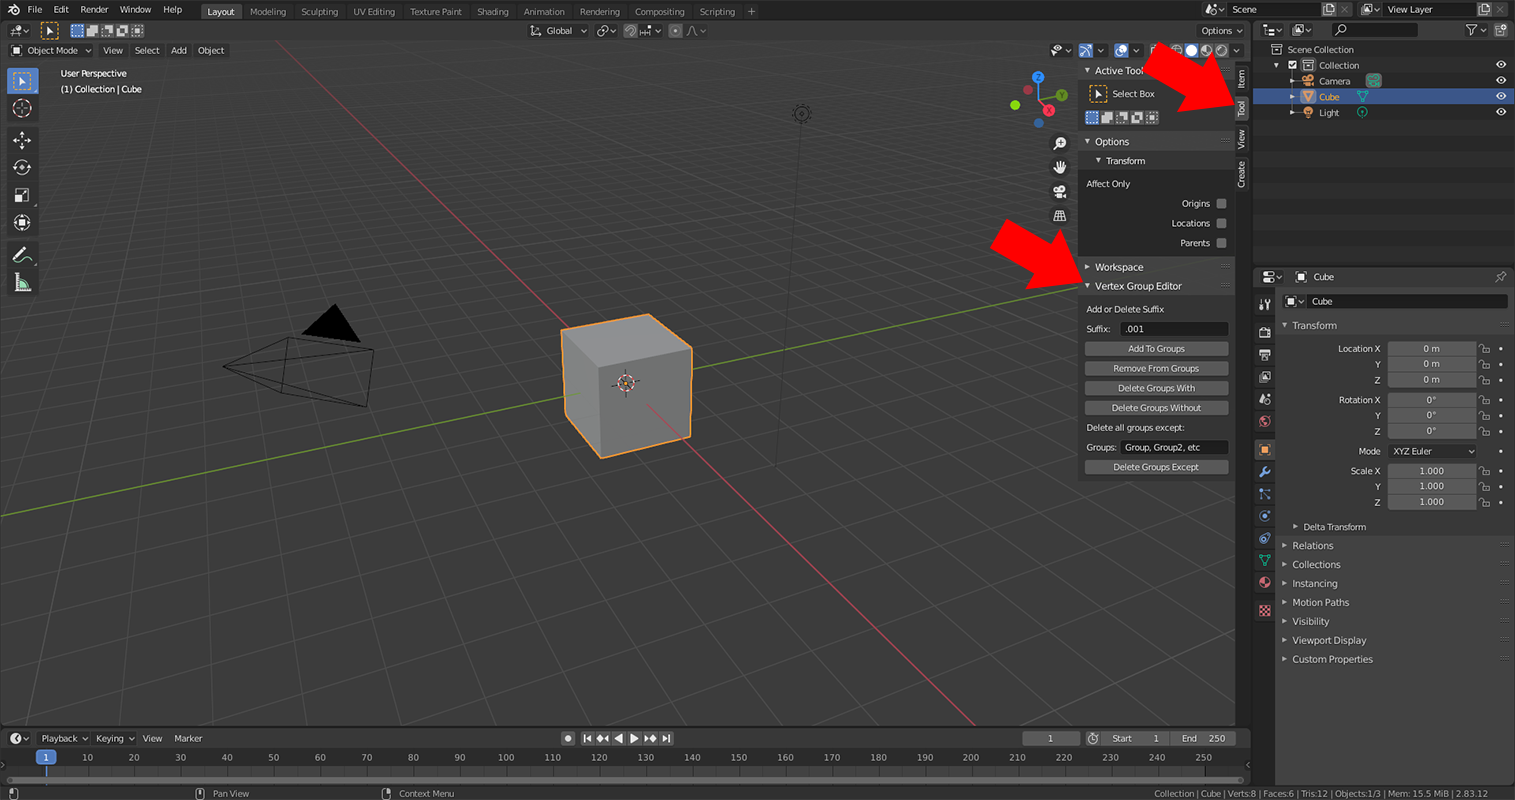 File Edit Render Window Help Layout Modeling Sculpting UV Editing Texture Paint Shading Animation Rendering Compositing Scripting + Scene View Layer
Global Options
Object Mode View Select Add Object
User Perspective
(1) Collection | Cube
Z
Y
X
Active Tool
Select Box
Options
Transform
Affect Only
Origins
Locations
Parents
Workspace
Vertex Group Editor
Add or Delete Suffix
Suffix: .001
Add To Groups
Remove From Groups
Delete Groups With
Delete Groups Without
Delete all groups except:
Groups: Group, Group2, etc
Delete Groups Except
Item
Tool
View
Create
Scene Collection
Collection
Camera
Cube
Light
Cube
Cube
Transform
Location X 0 m
Y 0 m
Z 0 m
Rotation X 0°
Y 0°
Z 0°
Mode XYZ Euler
Scale X 1.000
Y 1.000
Z 1.000
Delta Transform
Relations
Collections
Instancing
Motion Paths
Visibility
Viewport Display
Custom Properties
Playback Keying View Marker 1 Start 1 End 250
1 10 20 30 40 50 60 70 80 90 100 110 120 130 140 150 160 170 180 190 200 210 220 230 240 250
Pan View Context Menu Collection | Cube | Verts:8 | Faces:6 | Tris:12 | Objects:1/3 | Mem: 15.5 MiB | 2.83.12